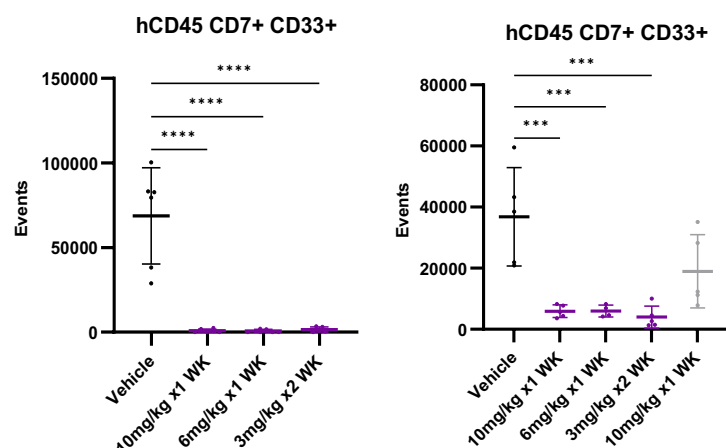 hCD45 CD7+ CD33+
Events
150000
100000
50000
0
****
****
****
Vehicle
10mg/kg x1 WK
6mg/kg x1 WK
3mg/kg x2 WK
hCD45 CD7+ CD33+
Events
80000
60000
40000
20000
0
***
***
***
Vehicle
10mg/kg x1 WK
6mg/kg x1 WK
3mg/kg x2 WK
10mg/kg x1 WK